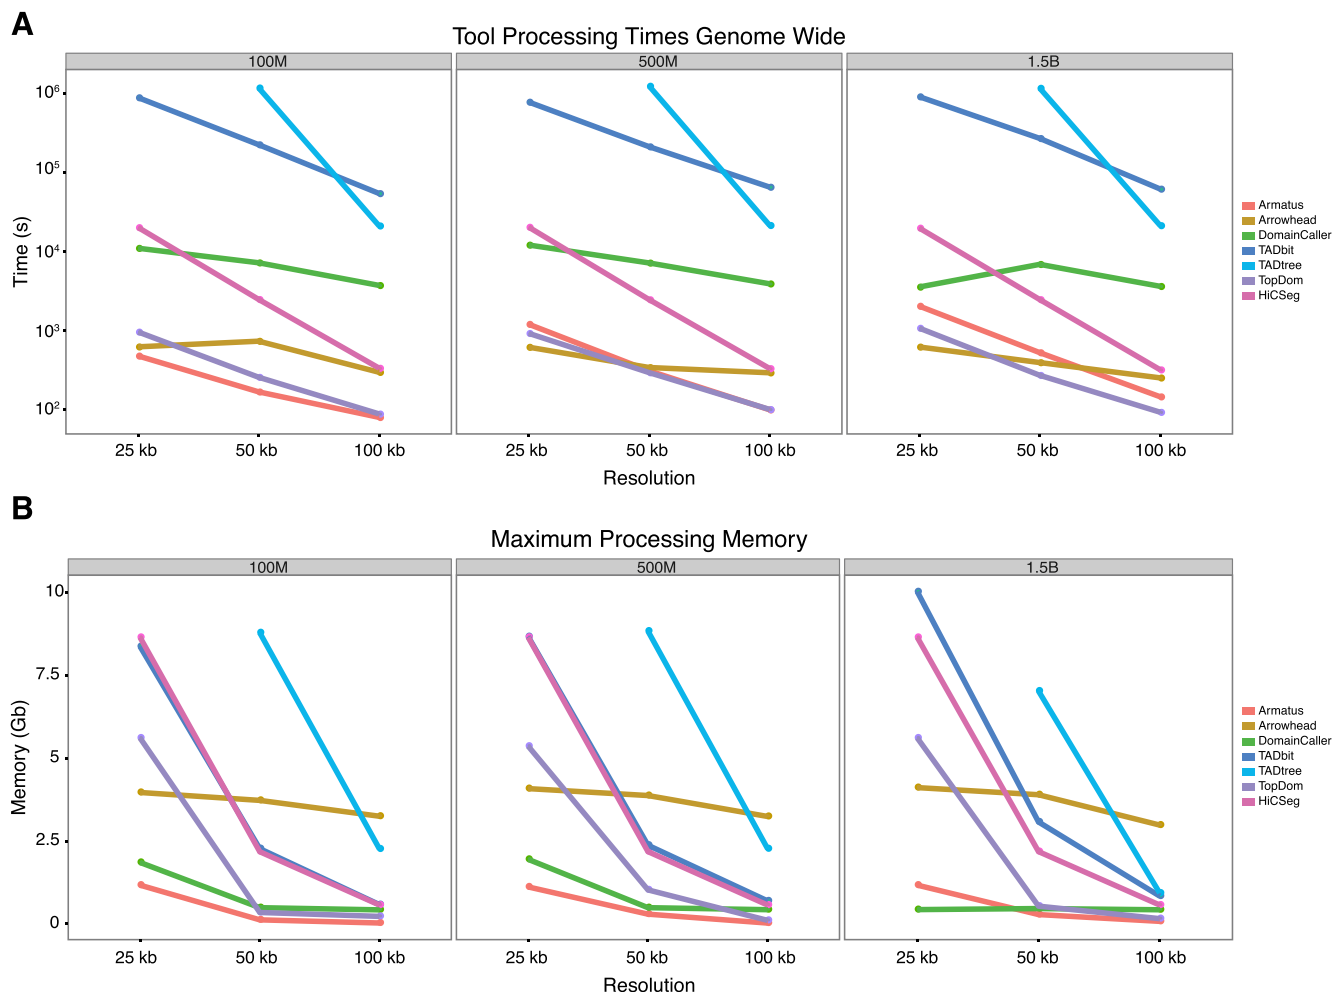 A
Tool Processing Times Genome Wide
100M 500M 1.5B
10⁶
10⁵
10⁴
10³
10²
Time (s)
25 kb 50 kb 100 kb 25 kb 50 kb 100 kb 25 kb 50 kb 100 kb
Resolution
Armatus
Arrowhead
DomainCaller
TADbit
TADtree
TopDom
HiCSeg
B
Maximum Processing Memory
100M 500M 1.5B
10
7.5
5
2.5
0
Memory (Gb)
25 kb 50 kb 100 kb 25 kb 50 kb 100 kb 25 kb 50 kb 100 kb
Resolution
Armatus
Arrowhead
DomainCaller
TADbit
TADtree
TopDom
HiCSeg